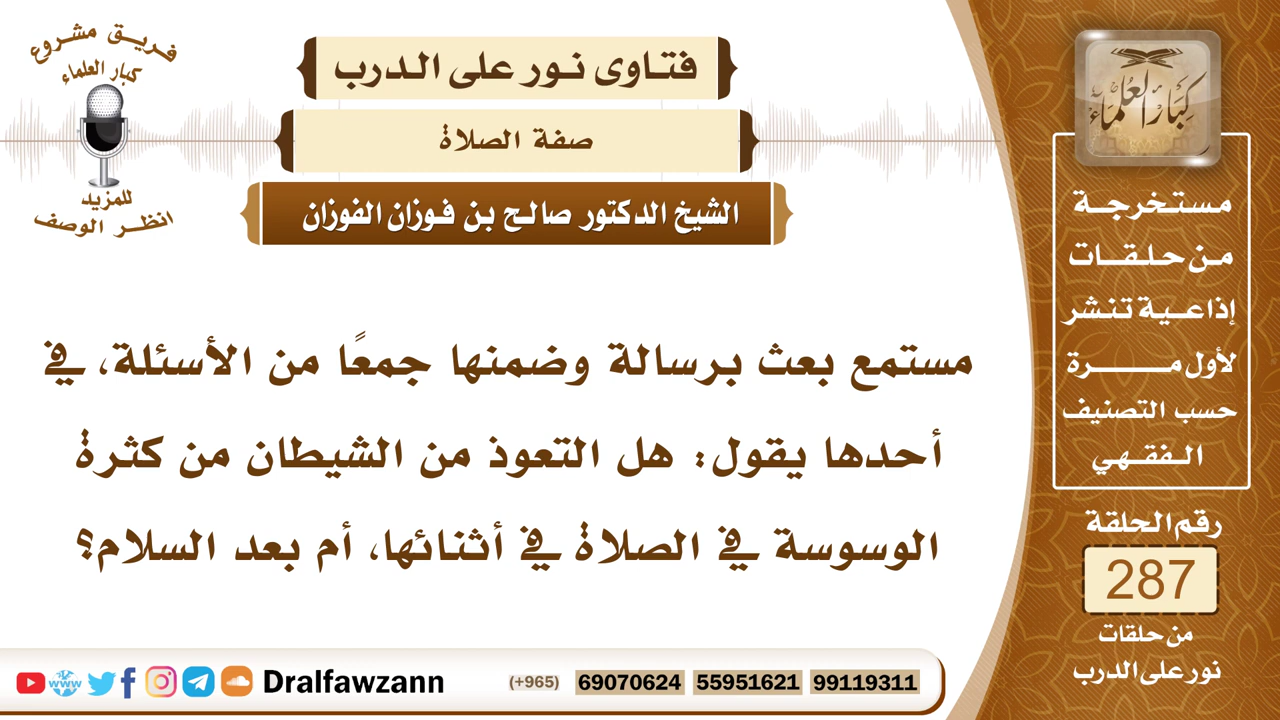 فريق مشروع
كبار العلماء
للمزيد
انظر الوصف
فتاوى نور على الدرب
صفة الصلاة
الشيخ الدكتور صالح بن فوزان الفوزان
مستمع بعث برسالة وضمنها جمعًا من الأسئلة، في
أحدها يقول: هل التعوذ من الشيطان من كثرة
الوسوسة في الصلاة في أثنائها، أم بعد السلام؟
كبار العلماء
مستخرجة
من حلقات
إذاعية تنشر
لأول مرة
حسب التصنيف
الفقهي
رقم الحلقة
287
من حلقات
نور على الدرب
www
Dralfawzann (+965) 69070624 55951621 99119311